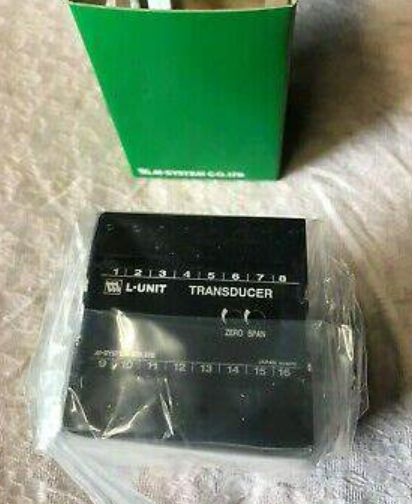 M-SYSTEM CO.,LTD.
1 2 3 4 5 6 7 8
L-UNIT TRANSDUCER
ZERO SPAN
9 10 11 12 13 14 15 16